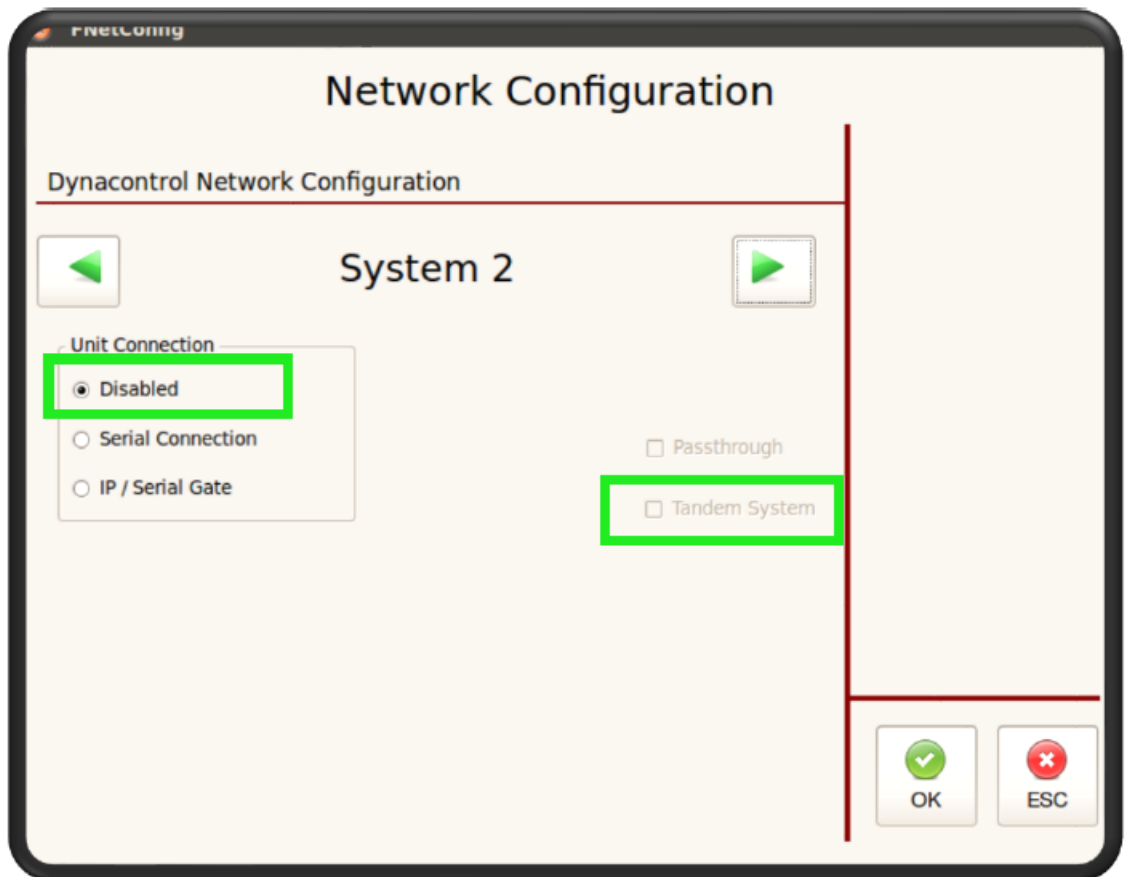 FNetConfig
Network Configuration
Dynacontrol Network Configuration
System 2
Unit Connection
Disabled
Serial Connection
IP / Serial Gate
Passthrough
Tandem System
OK
ESC